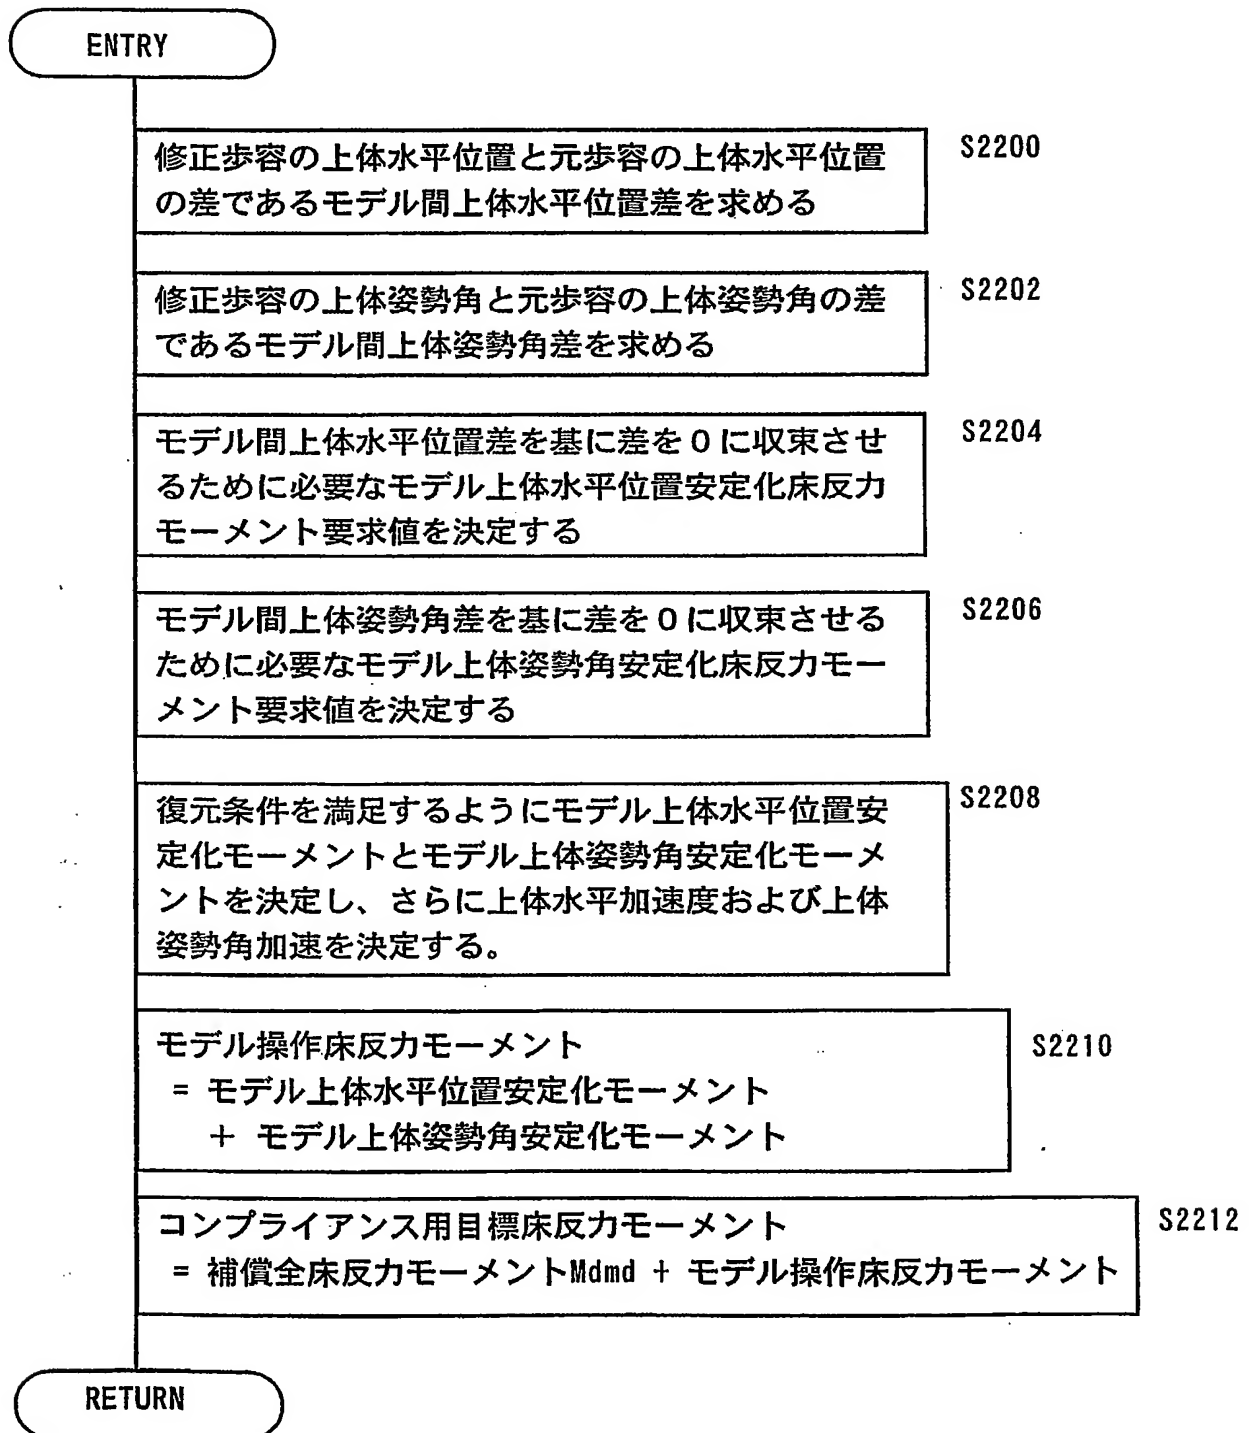 ENTRY
修正歩容の上体水平位置と元歩容の上体水平位置
の差であるモデル間上体水平位置差を求める
S2200
修正歩容の上体姿勢角と元歩容の上体姿勢角の差
であるモデル間上体姿勢角差を求める
S2202
モデル間上体水平位置差を基に差を0に収束させ
るために必要なモデル上体水平位置安定化床反力
モーメント要求値を決定する
S2204
モデル間上体姿勢角差を基に差を0に収束させる
ために必要なモデル上体姿勢角安定化床反力モー
メント要求値を決定する
S2206
復元条件を満足するようにモデル上体水平位置安
定化モーメントとモデル上体姿勢角安定化モーメ
ントを決定し、さらに上体水平加速度および上体
姿勢角加速を決定する。
S2208
モデル操作床反力モーメント
= モデル上体水平位置安定化モーメント
+ モデル上体姿勢角安定化モーメント
S2210
コンプライアンス用目標床反力モーメント
= 補償全床反力モーメントMdmd + モデル操作床反力モーメント
S2212
RETURN